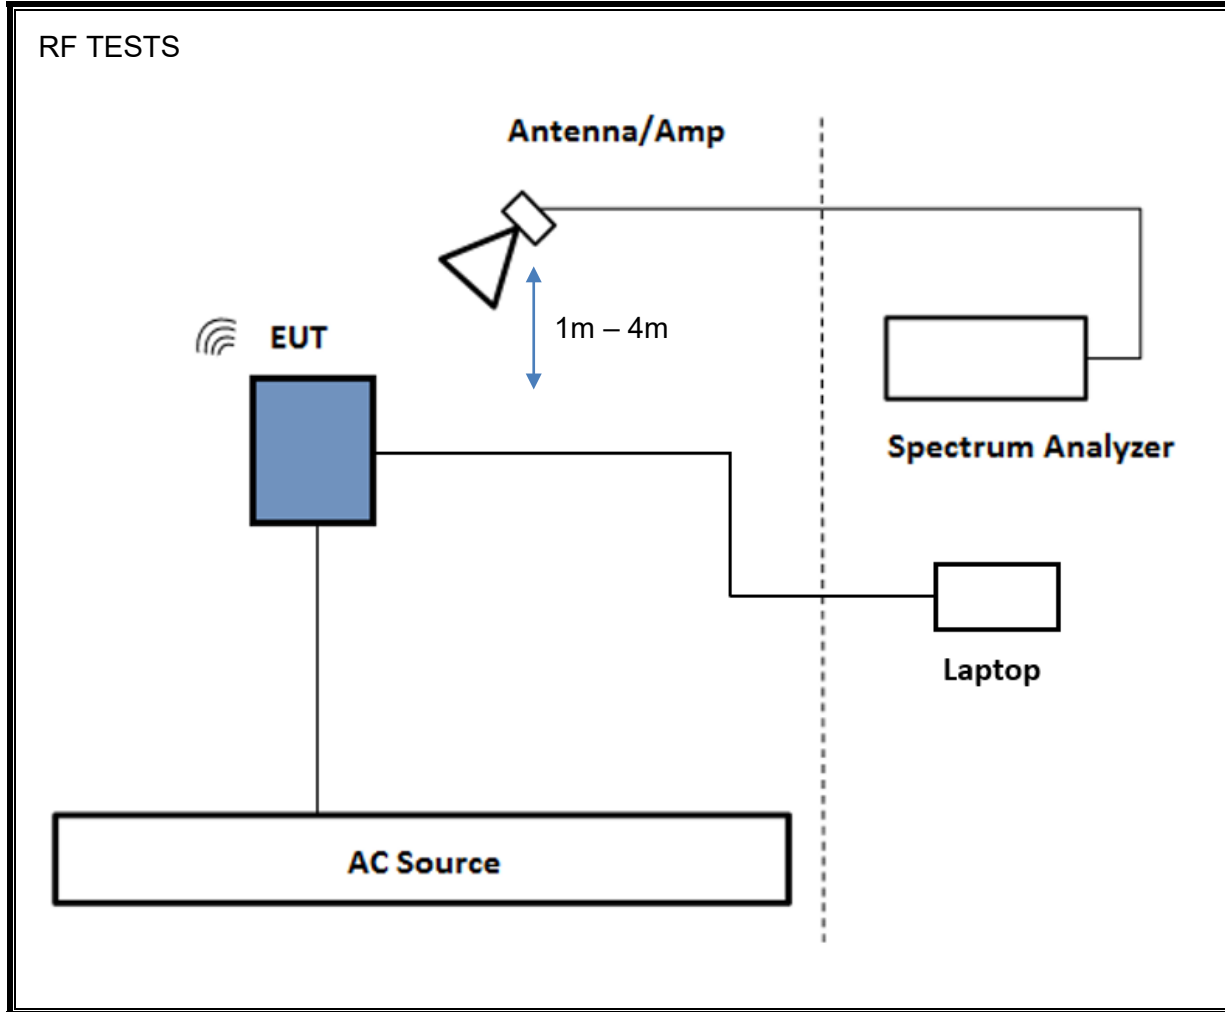 RF TESTS
Antenna/Amp
1m – 4m
EUT
Spectrum Analyzer
Laptop
AC Source